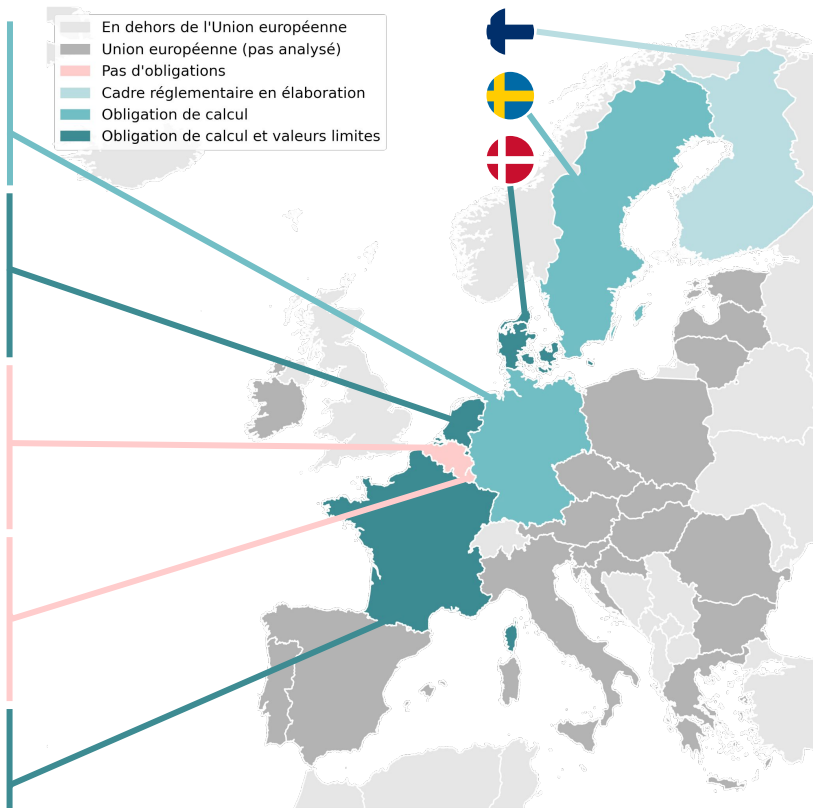 En dehors de l'Union européenne
Union européenne (pas analysé)
Pas d'obligations
Cadre réglementaire en élaboration
Obligation de calcul
Obligation de calcul et valeurs limites